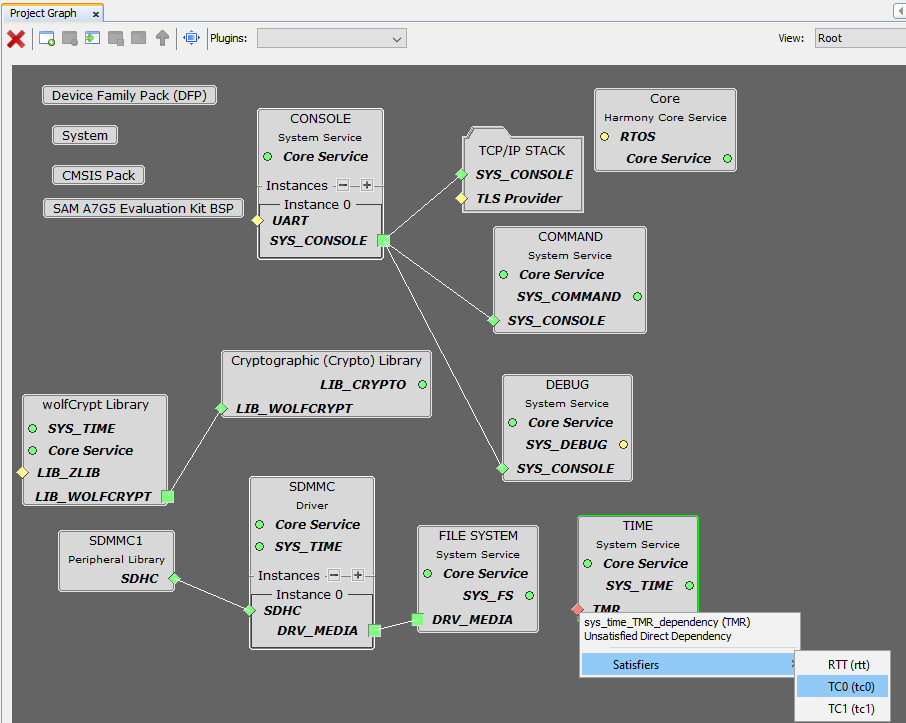 Project Graph
Plugins:
View:
Root
Device Family Pack (DFP)
System
CMSIS Pack
SAM A7G5 Evaluation Kit BSP
CONSOLE
System Service
Core Service
Instances
Instance 0
UART
SYS_CONSOLE
TCP/IP STACK
SYS_CONSOLE
TLS Provider
Core
Harmony Core Service
RTOS
Core Service
COMMAND
System Service
Core Service
SYS_COMMAND
SYS_CONSOLE
Cryptographic (Crypto) Library
LIB_CRYPTO
LIB_WOLFCRYPT
wolfCrypt Library
SYS_TIME
Core Service
LIB_ZLIB
LIB_WOLFCRYPT
DEBUG
System Service
Core Service
SYS_DEBUG
SYS_CONSOLE
SDMMC1
Peripheral Library
SDHC
SDMMC
Driver
Core Service
SYS_TIME
Instances
Instance 0
SDHC
DRV_MEDIA
FILE SYSTEM
System Service
Core Service
SYS_FS
DRV_MEDIA
TIME
System Service
Core Service
SYS_TIME
TMR
sys_time_TMR_dependency (TMR)
Unsatisfied Direct Dependency
Satisfiers
RTT (rtt)
TC0 (tc0)
TC1 (tc1)